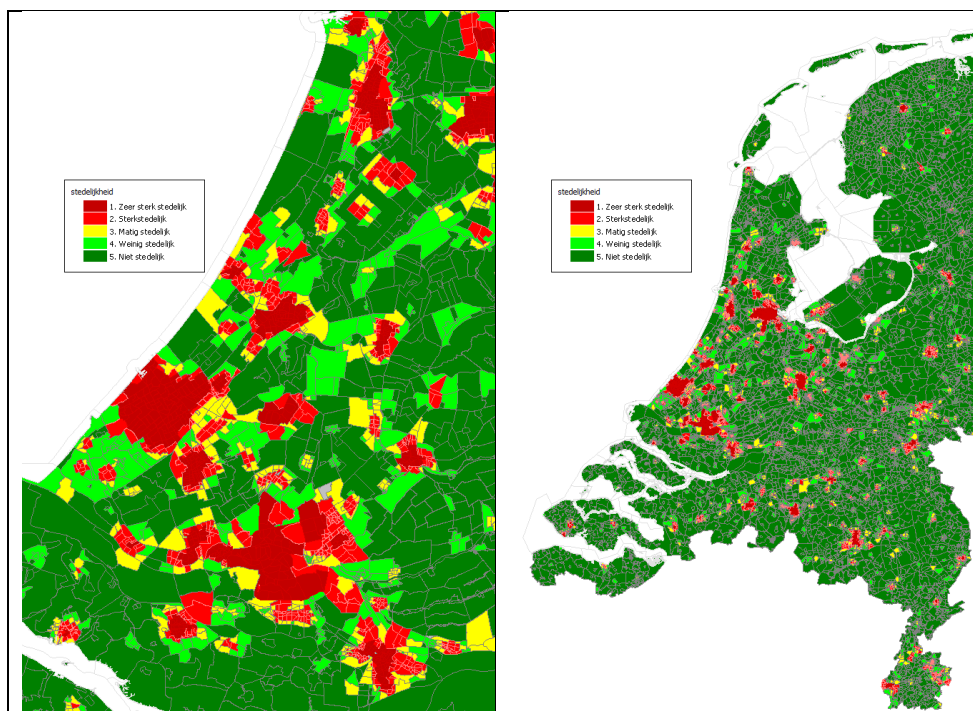 stedelijkheid
1. Zeer sterk stedelijk
2. Sterkstedelijk
3. Matig stedelijk
4. Weinig stedelijk
5. Niet stedelijk
stedelijkheid
1. Zeer sterk stedelijk
2. Sterkstedelijk
3. Matig stedelijk
4. Weinig stedelijk
5. Niet stedelijk